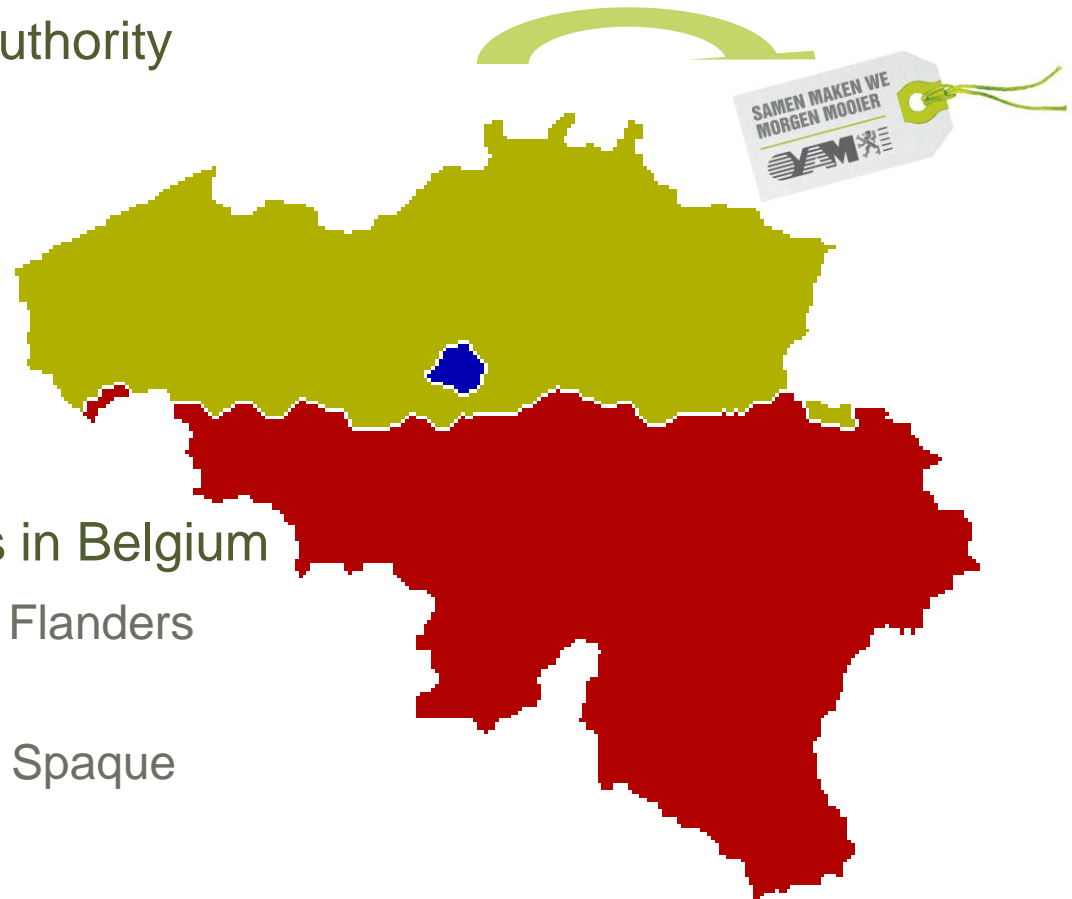 uthority
SAMEN MAKEN WE
MORGEN MOOIER
OVAM
s in Belgium
Flanders
Spaque